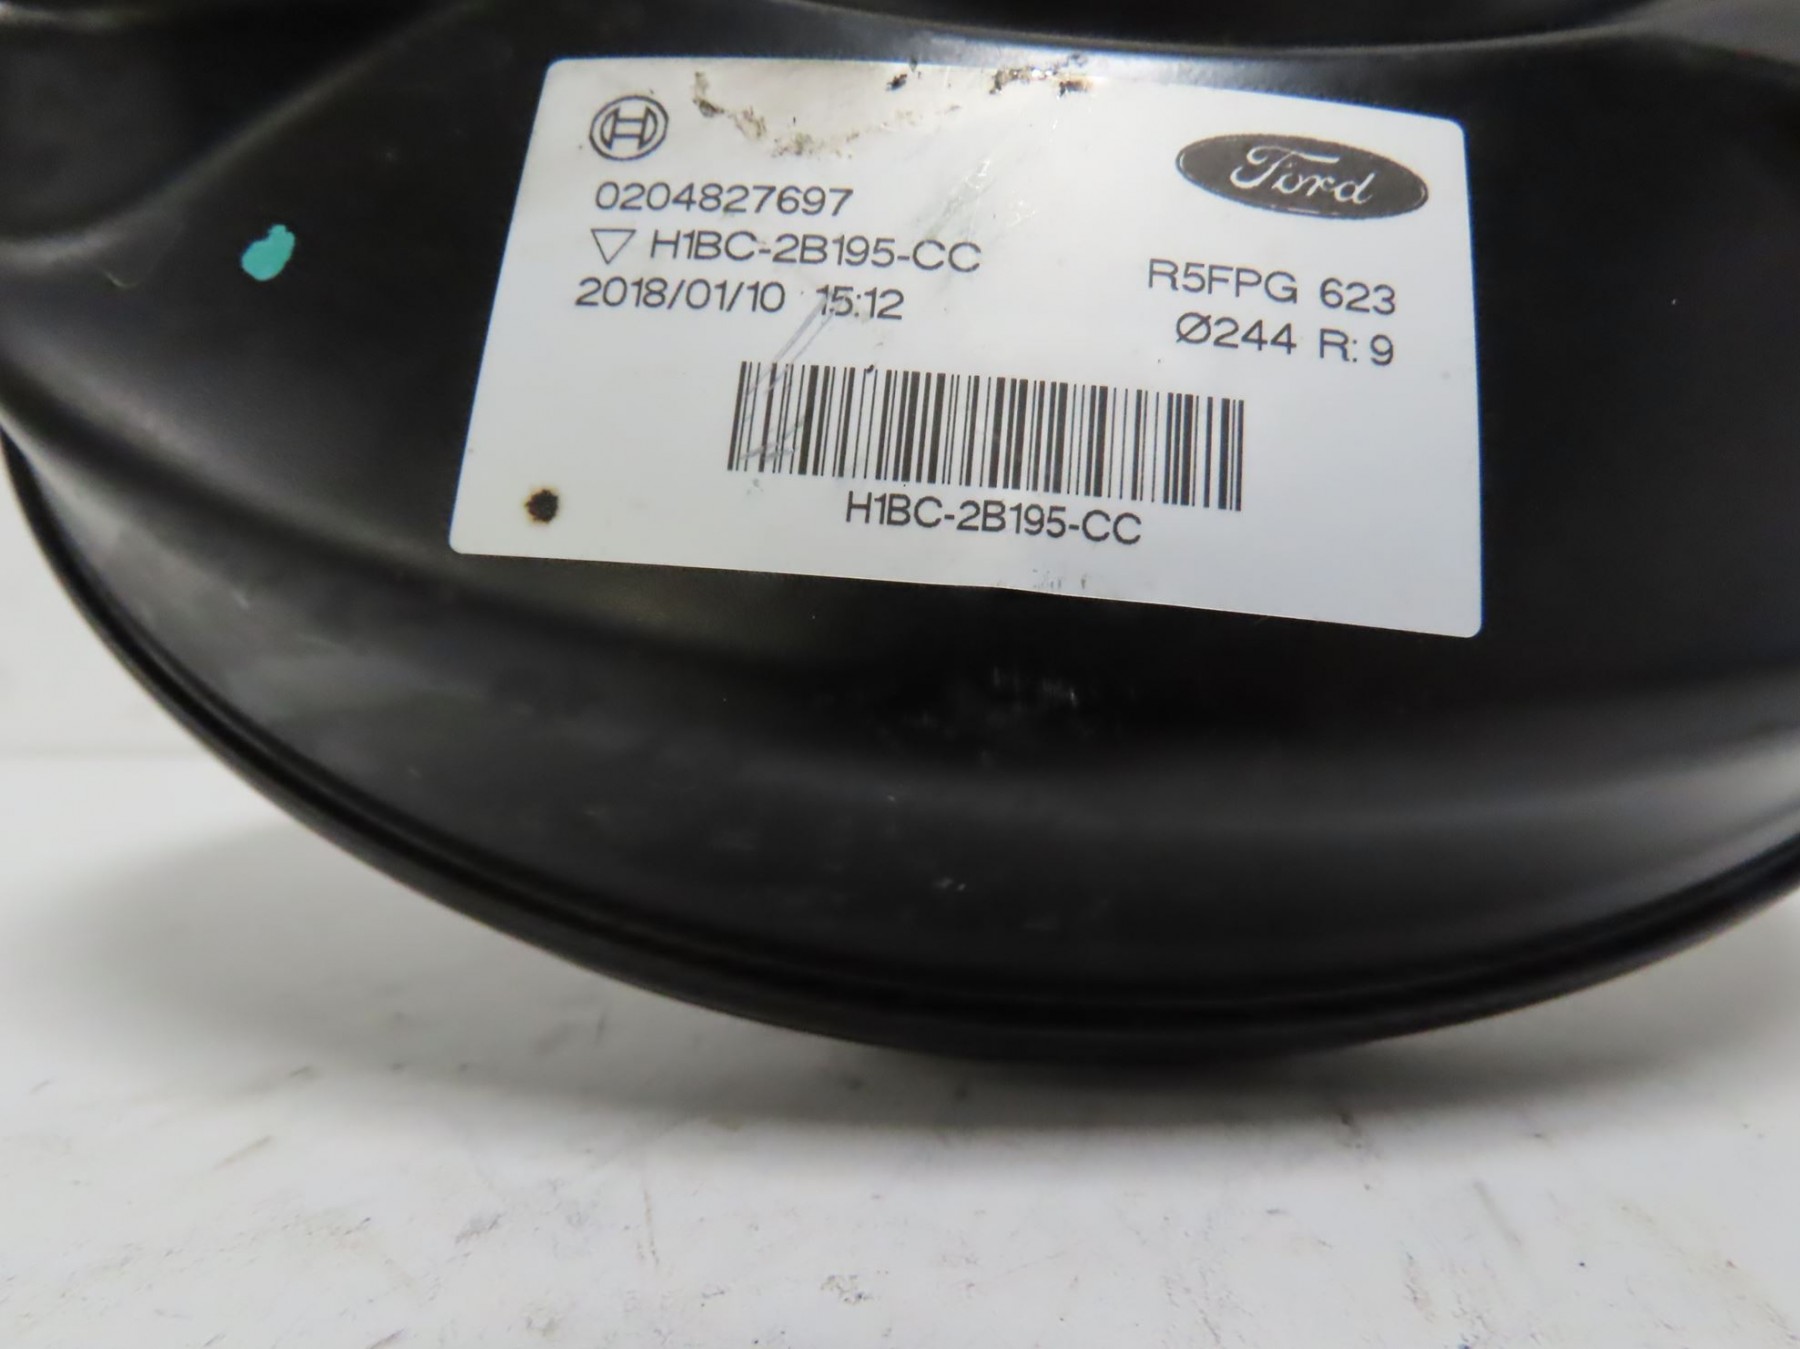 0204827697
H1BC-2B195-CC
2018/01/10 15:12
Ford
R5FPG 623
Ø244 R: 9
H1BC-2B195-CC